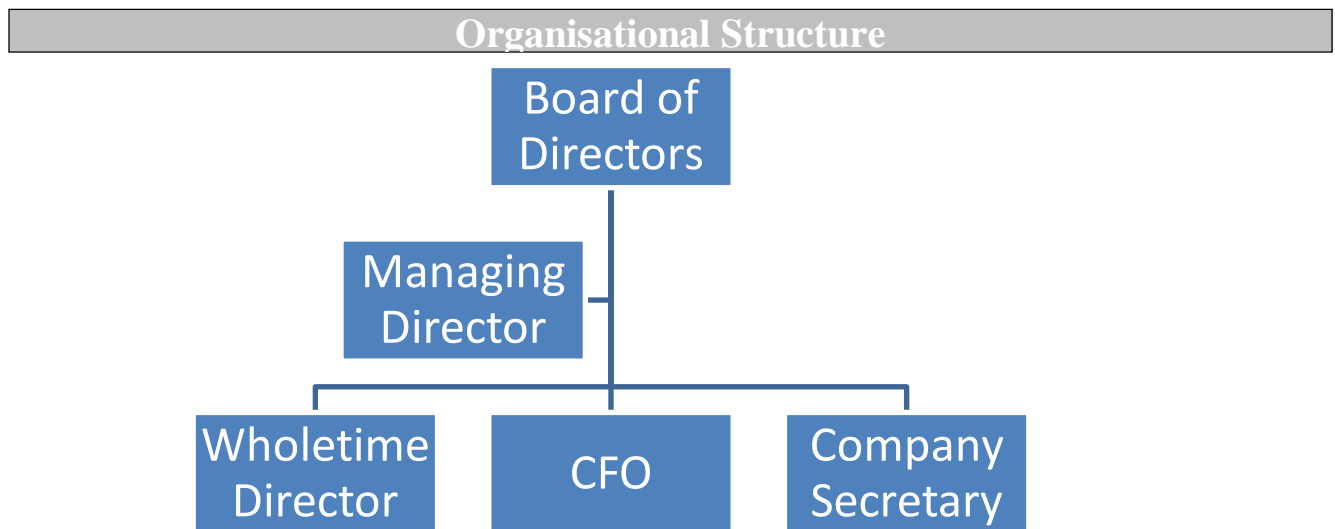 Organisational Structure
Board of
Directors
Managing
Director
Wholetime
Director
CFO
Company
Secretary